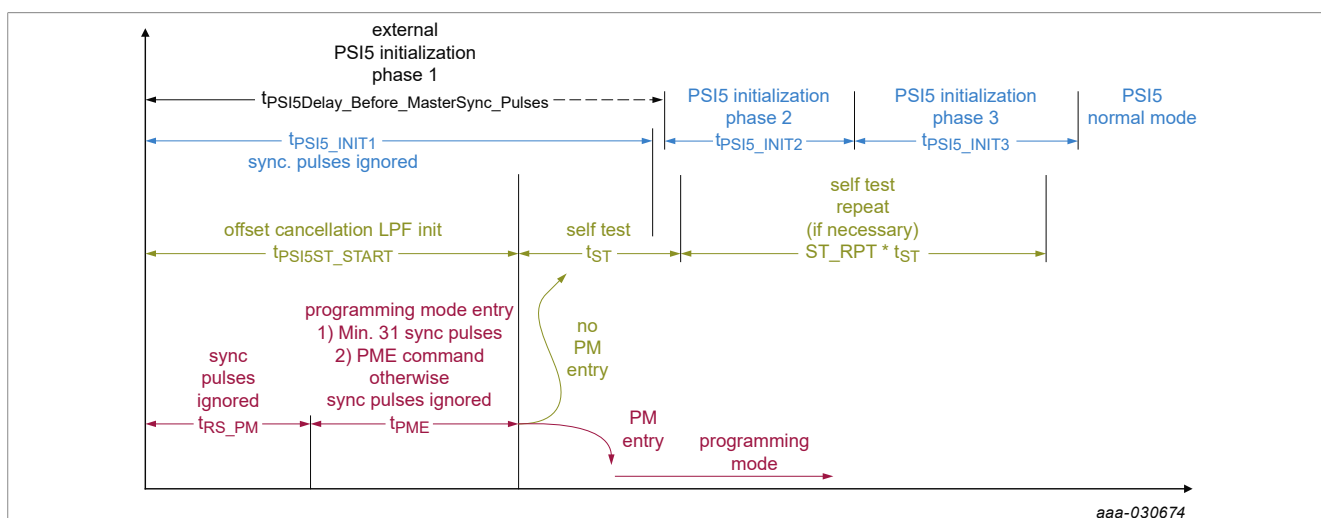 external
PSI5 initialization
phase 1
tPSI5Delay_Before_MasterSync_Pulses
PSI5 initialization
phase 2
tPSI5_INIT2
PSI5 initialization
phase 3
tPSI5_INIT3
PSI5
normal mode
tPSI5_INIT1
sync. pulses ignored
offset cancellation LPF init
tPSI5ST_START
self test
tST
self test
repeat
(if necessary)
ST_RPT * tST
sync
pulses
ignored
tRS_PM
programming mode entry
1) Min. 31 sync pulses
2) PME command
otherwise
sync pulses ignored
tPME
no
PM
entry
PM
entry
programming
mode
aaa-030674